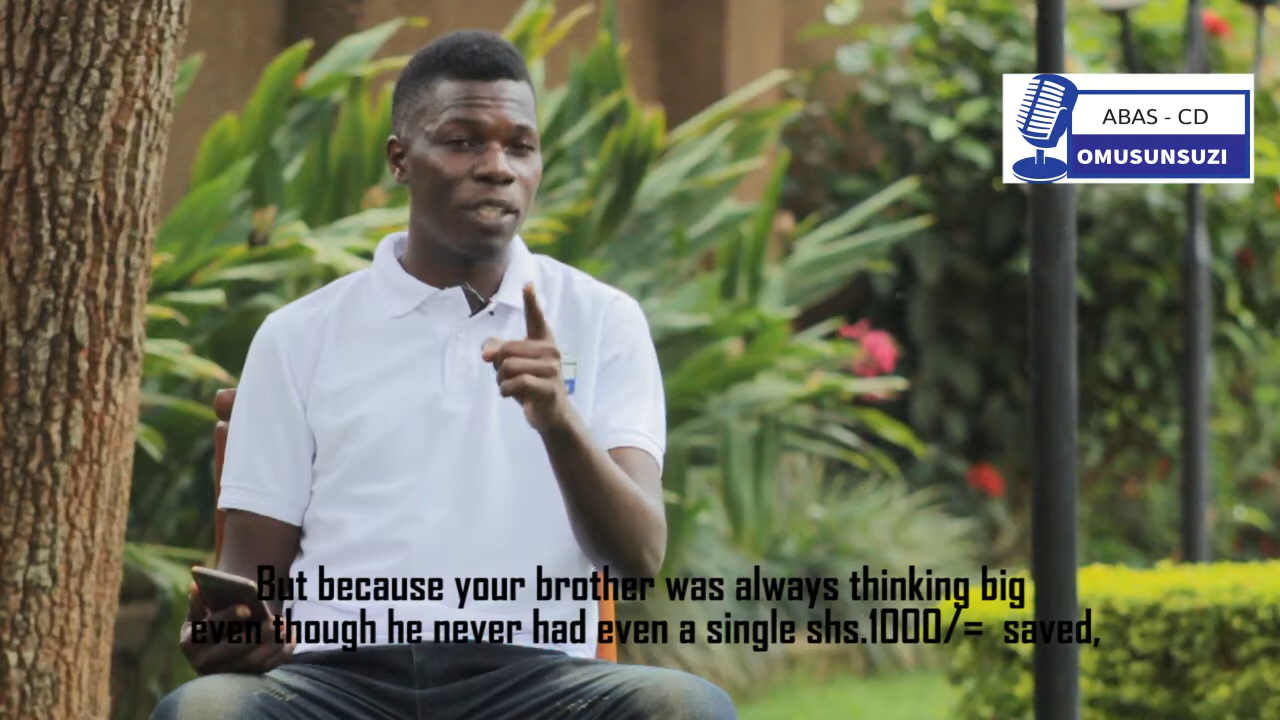 ABAS - CD
OMUSUNSUZI
But because your brother was always thinking big
even though he never had even a single shs.1000/= saved,